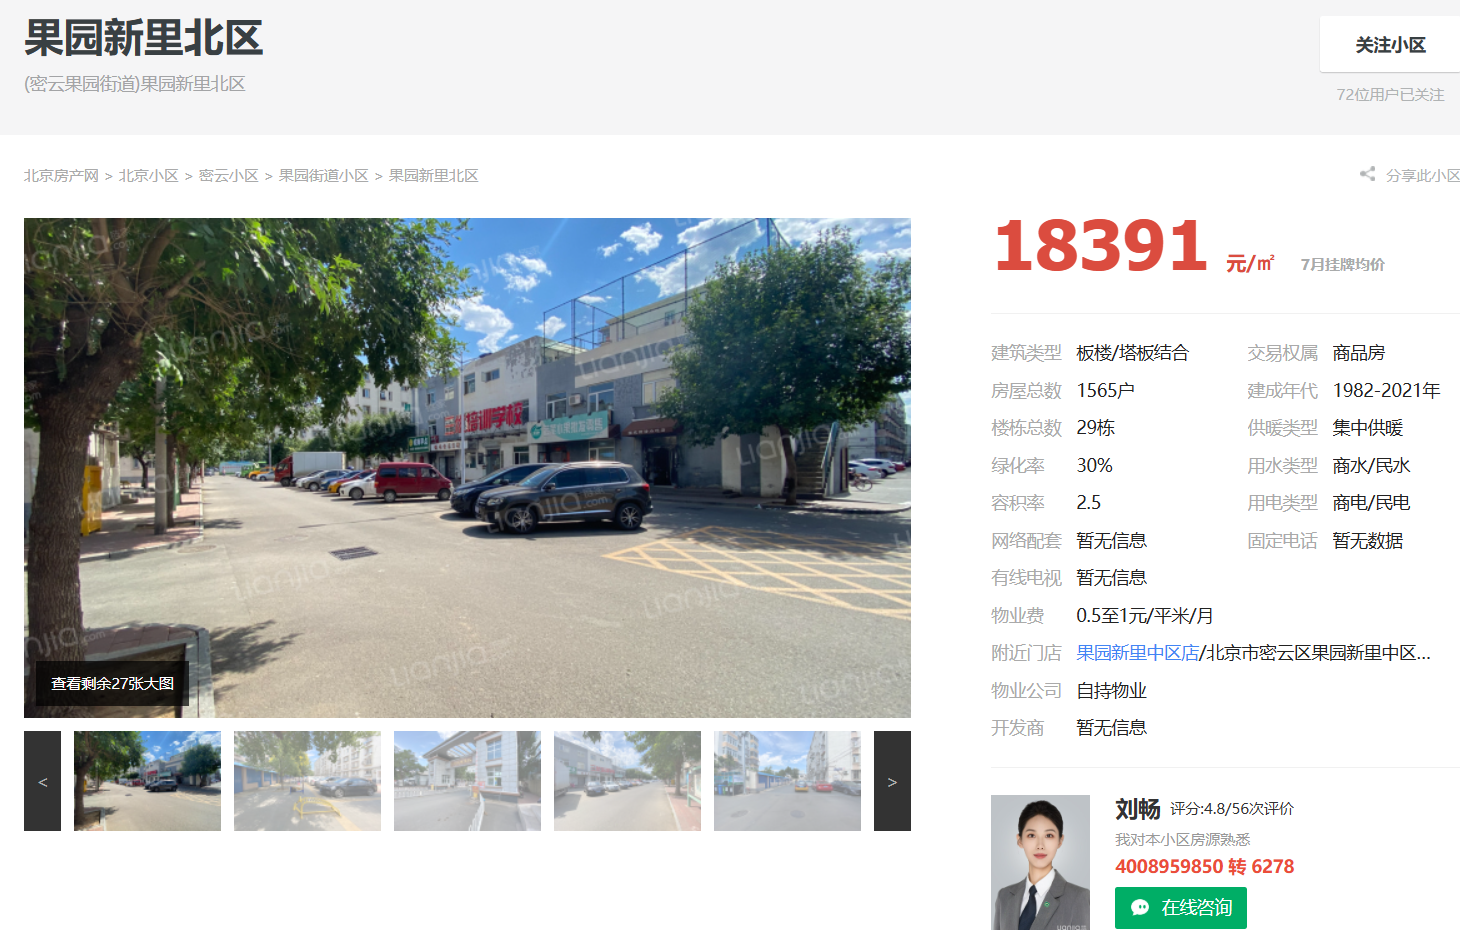 果园新里北区
(密云果园街道)果园新里北区
关注小区
72位用户已关注
北京房产网 > 北京小区 > 密云小区 > 果园街道小区 > 果园新里北区
分享此小区
18391 元/㎡ 7月挂牌均价
建筑类型 板楼/塔板结合 交易权属 商品房
房屋总数 1565户 建成年代 1982-2021年
楼栋总数 29栋 供暖类型 集中供暖
绿化率 30% 用水类型 商水/民水
容积率 2.5 用电类型 商电/民电
网络配套 暂无信息 固定电话 暂无数据
有线电视 暂无信息
物业费 0.5至1元/平米/月
附近门店 果园新里中区店/北京市密云区果园新里中区...
物业公司 自持物业
开发商 暂无信息
培训学校
Lianjia.com
查看剩余27张大图
<
>
刘畅 评分:4.8/56次评价
我对本小区房源熟悉
4008959850 转 6278
在线咨询